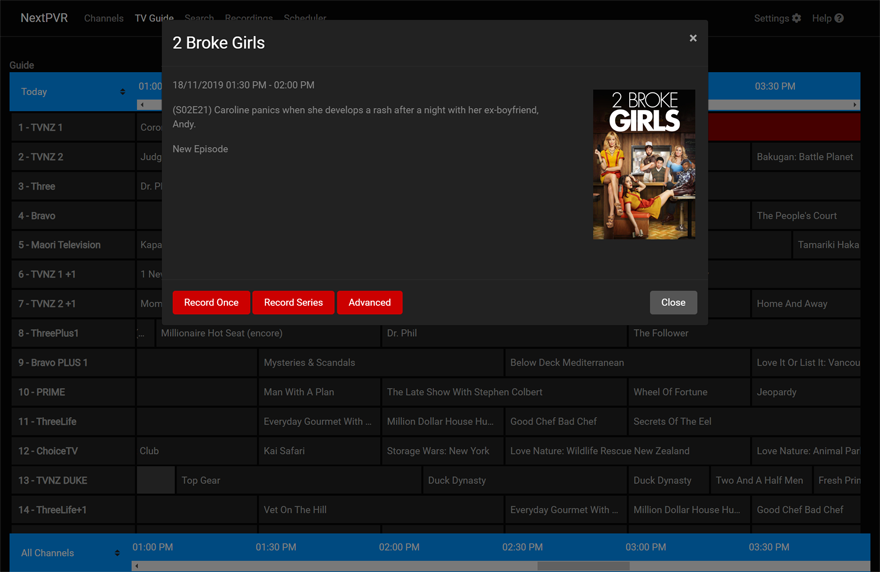 NextPVR Channels TV Guide Search Recordings Scheduler Settings Help
2 Broke Girls ×
18/11/2019 01:30 PM - 02:00 PM
(S02E21) Caroline panics when she develops a rash after a night with her ex-boyfriend,
Andy.
New Episode
2 BROKE
GIRLS
Record Once Record Series Advanced Close
Guide
Today 01:00 03:30 PM
1 - TVNZ 1 Coro
2 - TVNZ 2 Judg Bakugan: Battle Planet
3 - Three Dr. P
4 - Bravo The People's Court
5 - Maori Television Kapa Tamariki Haka
6 - TVNZ 1 +1 1 Nev
7 - TVNZ 2 +1 Mom Home And Away
8 - ThreePlus1 Millionaire Hot Seat (encore) Dr. Phil The Follower
9 - Bravo PLUS 1 Mysteries & Scandals Below Deck Mediterranean Love It Or List It: Vancou
10 - PRIME Man With A Plan The Late Show With Stephen Colbert Wheel Of Fortune Jeopardy
11 - ThreeLife Everyday Gourmet With ... Million Dollar House Hu... Good Chef Bad Chef Secrets Of The Eel
12 - ChoiceTV Club Kai Safari Storage Wars: New York Love Nature: Wildlife Rescue New Zealand Love Nature: Animal Par
13 - TVNZ DUKE Top Gear Duck Dynasty Duck Dynasty Two And A Half Men Fresh Prin
14 - ThreeLife+1 Vet On The Hill Everyday Gourmet With ... Million Dollar House Hu... Good Chef Bad Chef
All Channels 01:00 PM 01:30 PM 02:00 PM 02:30 PM 03:00 PM 03:30 PM